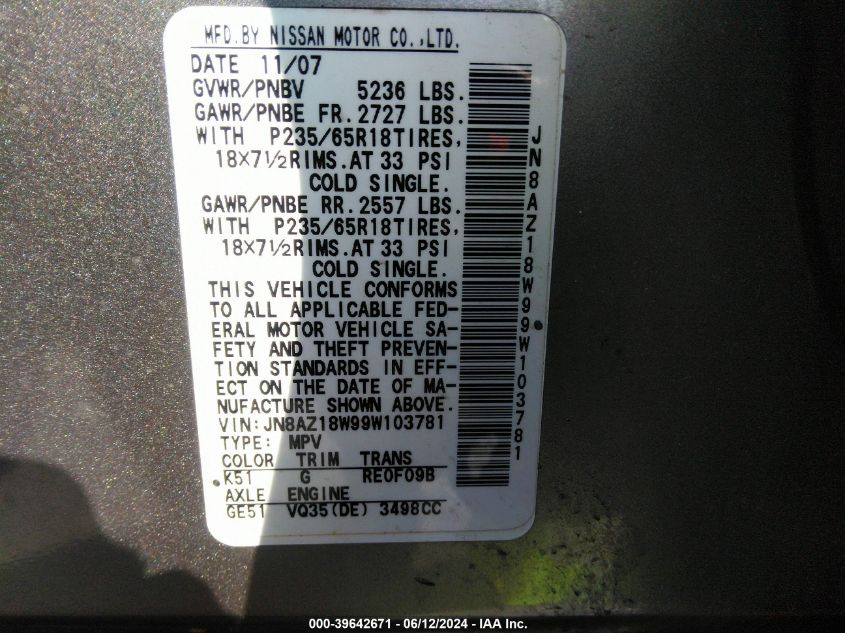 MFD.BY NISSAN MOTOR CO.,LTD.
DATE 11/07
GVWR/PNBV 5236 LBS.
GAWR/PNBE FR.2727 LBS.
WITH P235/65R18TIRES,
18×7½RIMS.AT 33 PSI
COLD SINGLE.
GAWR/PNBE RR.2557 LBS.
WITH P235/65R18TIRES,
18×7½RIMS.AT 33 PSI
COLD SINGLE.
THIS VEHICLE CONFORMS
TO ALL APPLICABLE FED-
ERAL MOTOR VEHICLE SA-
FETY AND THEFT PREVEN-
TION STANDARDS IN EFF-
ECT ON THE DATE OF MA-
NUFACTURE SHOWN ABOVE.
VIN:JN8AZ18W99W103781
TYPE: MPV
COLOR TRIM TRANS
K51 G RE0F09B
AXLE ENGINE
GE51 VQ35(DE) 3498CC
JN8AZ18W99W103781
000-39642671 - 06/12/2024 - IAA Inc.